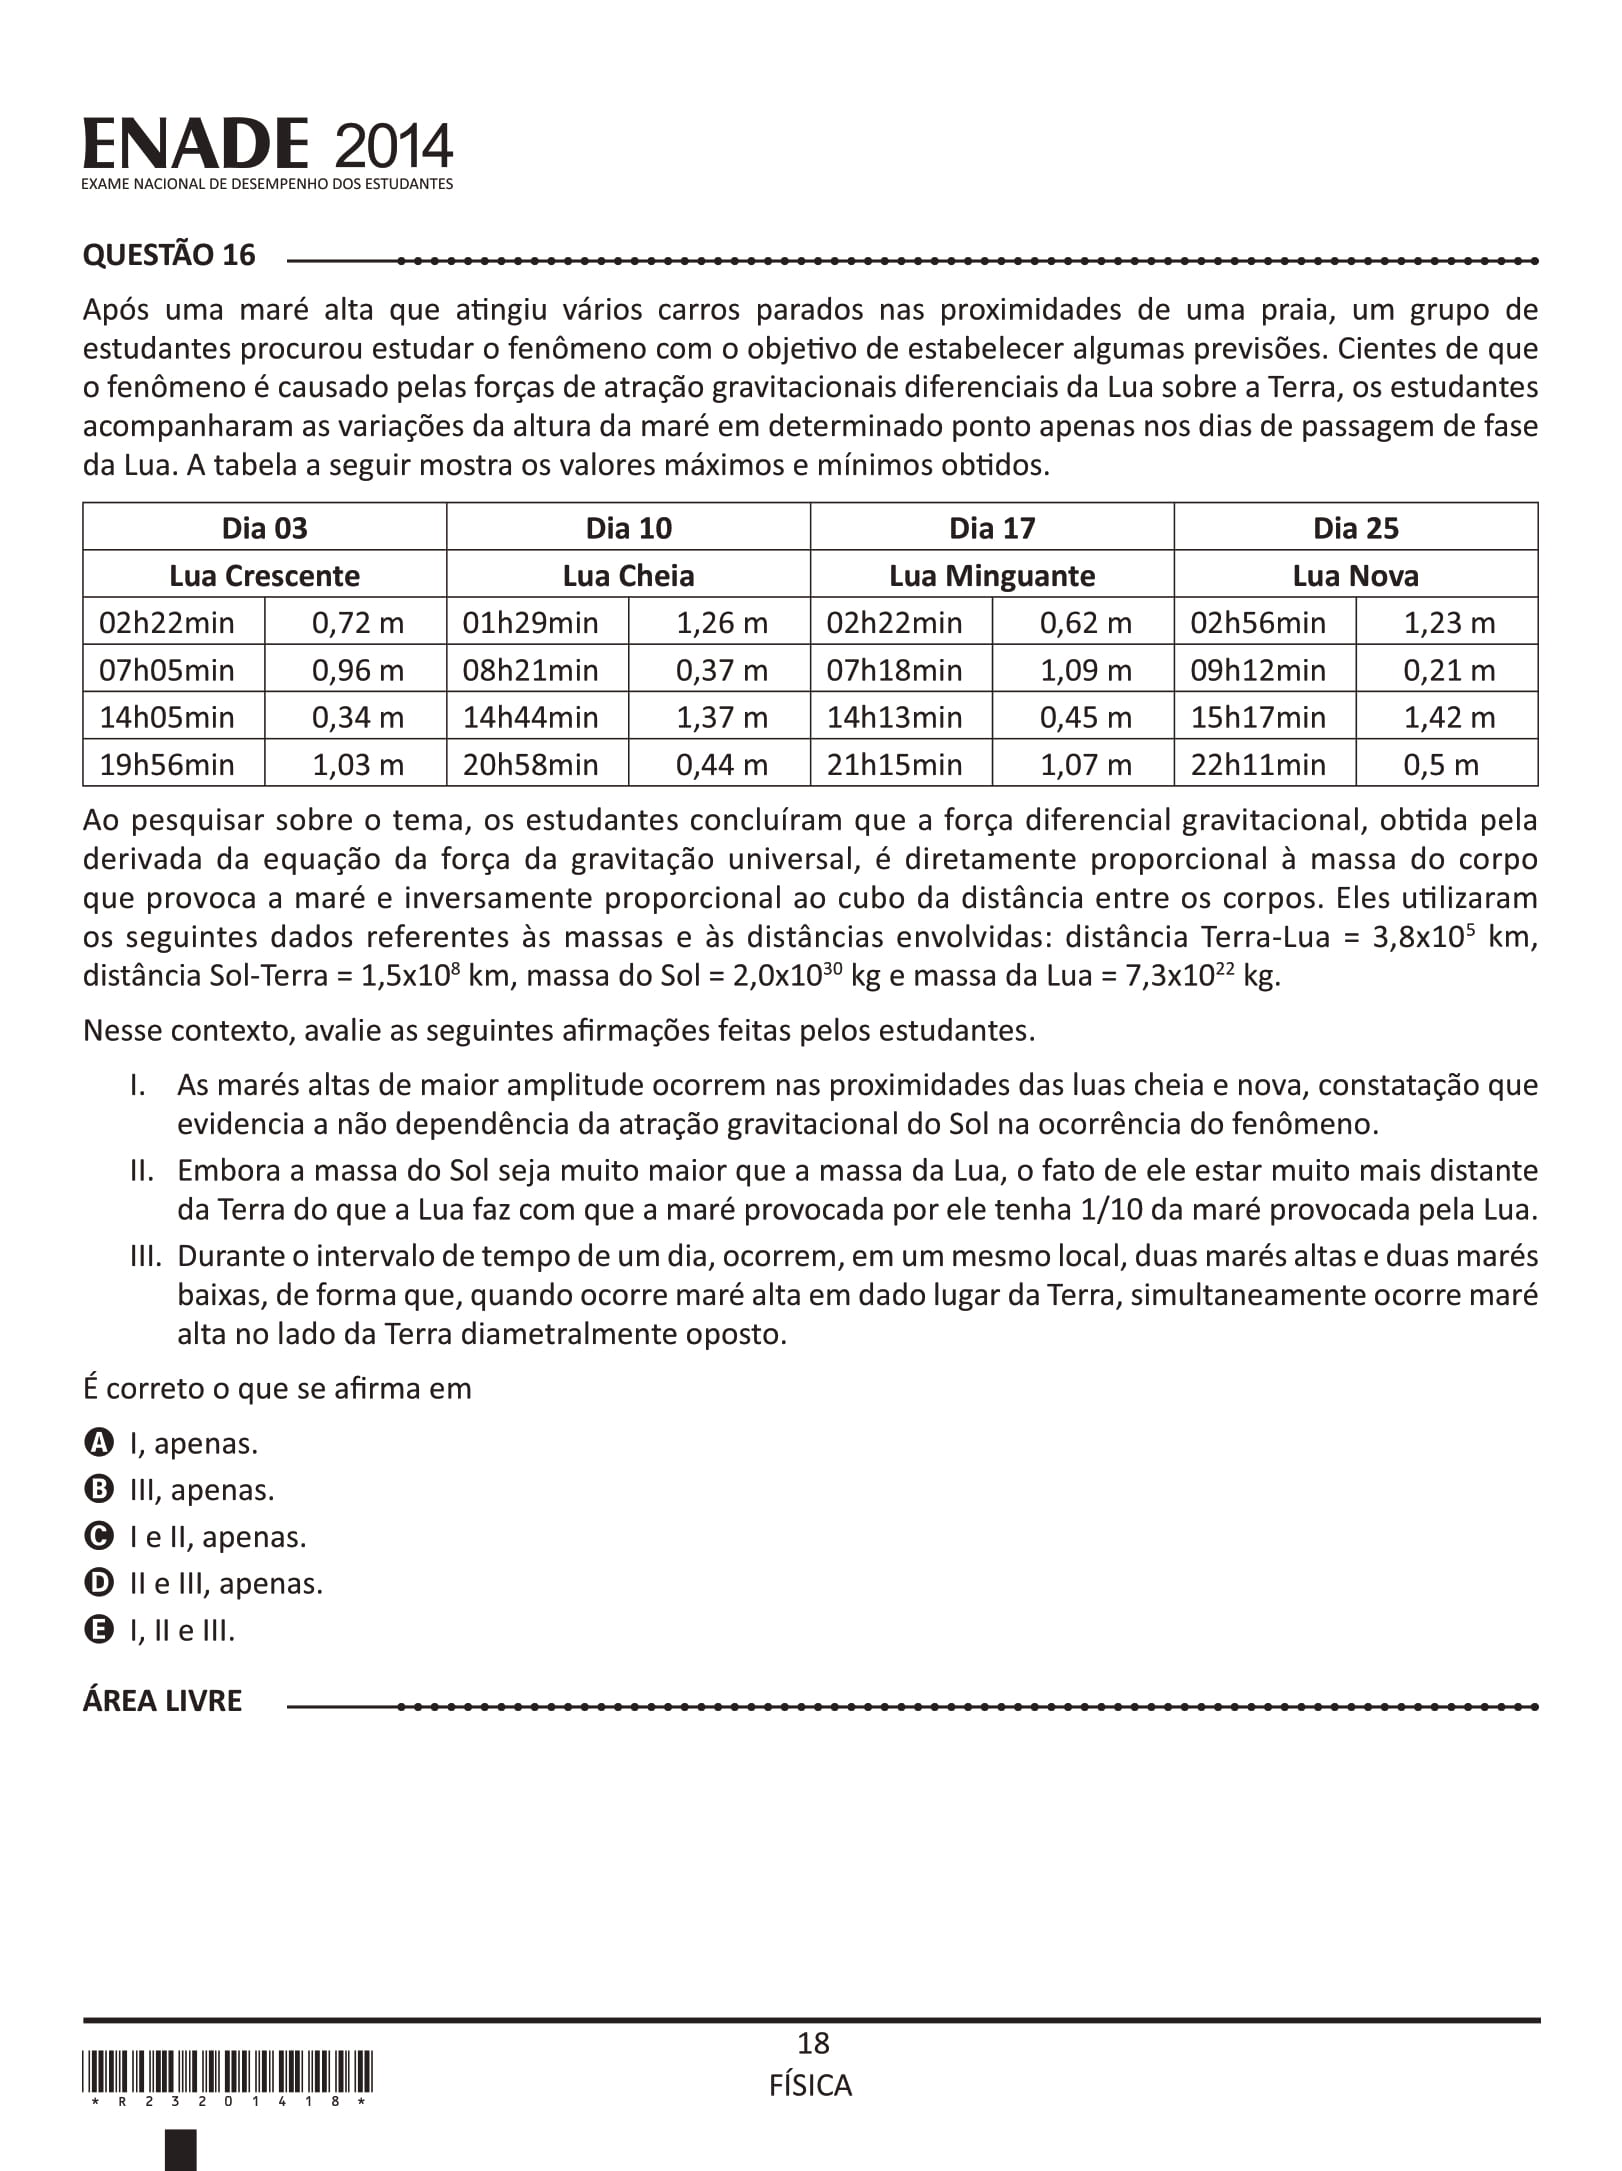 ENADE 2014
EXAME NACIONAL DE DESEMPENHO DOS ESTUDANTES
QUESTÃO 16
Após uma maré alta que atingiu vários carros parados nas proximidades de uma praia, um grupo de
estudantes procurou estudar o fenômeno com o objetivo de estabelecer algumas previsões. Cientes de que
o fenômeno é causado pelas forças de atração gravitacionais diferenciais da Lua sobre a Terra, os estudantes
acompanharam as variações da altura da maré em determinado ponto apenas nos dias de passagem de fase
da Lua. A tabela a seguir mostra os valores máximos e mínimos obtidos.
Dia 03 Dia 10 Dia 17 Dia 25
Lua Crescente Lua Cheia Lua Minguante Lua Nova
02h22min 0,72 m 01h29min 1,26 m 02h22min 0,62 m 02h56min 1,23 m
07h05min 0,96 m 08h21min 0,37 m 07h18min 1,09 m 09h12min 0,21 m
14h05min 0,34 m 14h44min 1,37 m 14h13min 0,45 m 15h17min 1,42 m
19h56min 1,03 m 20h58min 0,44 m 21h15min 1,07 m 22h11min 0,5 m
Ao pesquisar sobre o tema, os estudantes concluíram que a força diferencial gravitacional, obtida pela
derivada da equação da força da gravitação universal, é diretamente proporcional à massa do corpo
que provoca a maré e inversamente proporcional ao cubo da distância entre os corpos. Eles utilizaram
os seguintes dados referentes às massas e às distâncias envolvidas: distância Terra-Lua = 3,8x10⁵ km,
distância Sol-Terra = 1,5x10⁸ km, massa do Sol = 2,0x10³⁰ kg e massa da Lua = 7,3x10²² kg.
Nesse contexto, avalie as seguintes afirmações feitas pelos estudantes.
I. As marés altas de maior amplitude ocorrem nas proximidades das luas cheia e nova, constatação que
evidencia a não dependência da atração gravitacional do Sol na ocorrência do fenômeno.
II. Embora a massa do Sol seja muito maior que a massa da Lua, o fato de ele estar muito mais distante
da Terra do que a Lua faz com que a maré provocada por ele tenha 1/10 da maré provocada pela Lua.
III. Durante o intervalo de tempo de um dia, ocorrem, em um mesmo local, duas marés altas e duas marés
baixas, de forma que, quando ocorre maré alta em dado lugar da Terra, simultaneamente ocorre maré
alta no lado da Terra diametralmente oposto.
É correto o que se afirma em
A I, apenas.
B III, apenas.
C I e II, apenas.
D II e III, apenas.
E I, II e III.
ÁREA LIVRE
18
FÍSICA
* R 2 3 2 0 1 4 1 8 *